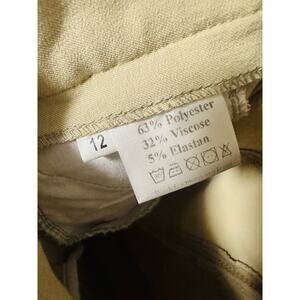 12
63% Polyester
32% Viscose
5% Elastan